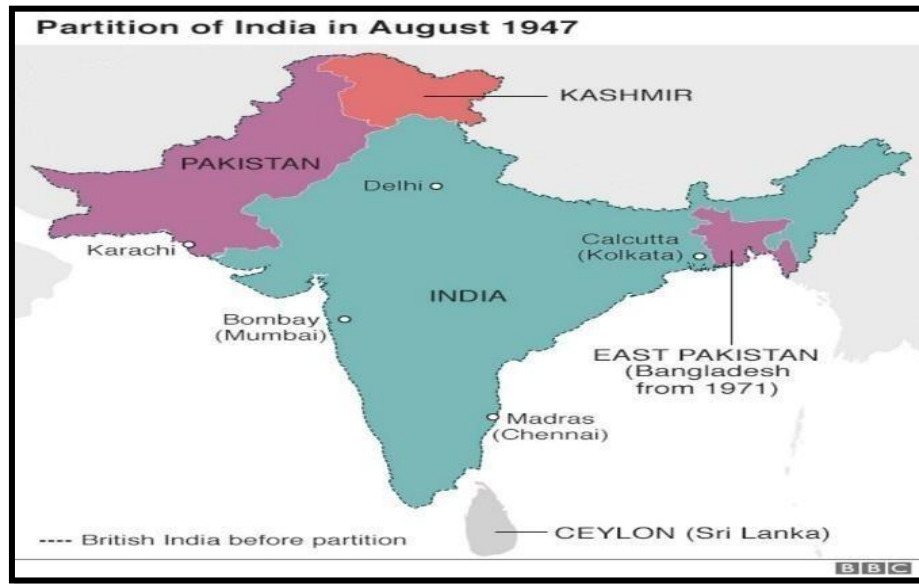 Partition of India in August 1947
KASHMIR
PAKISTAN
Delhi
Karachi
Calcutta
(Kolkata)
INDIA
Bombay
(Mumbai)
EAST PAKISTAN
(Bangladesh
from 1971)
Madras
(Chennai)
CEYLON (Sri Lanka)
---- British India before partition
BBC